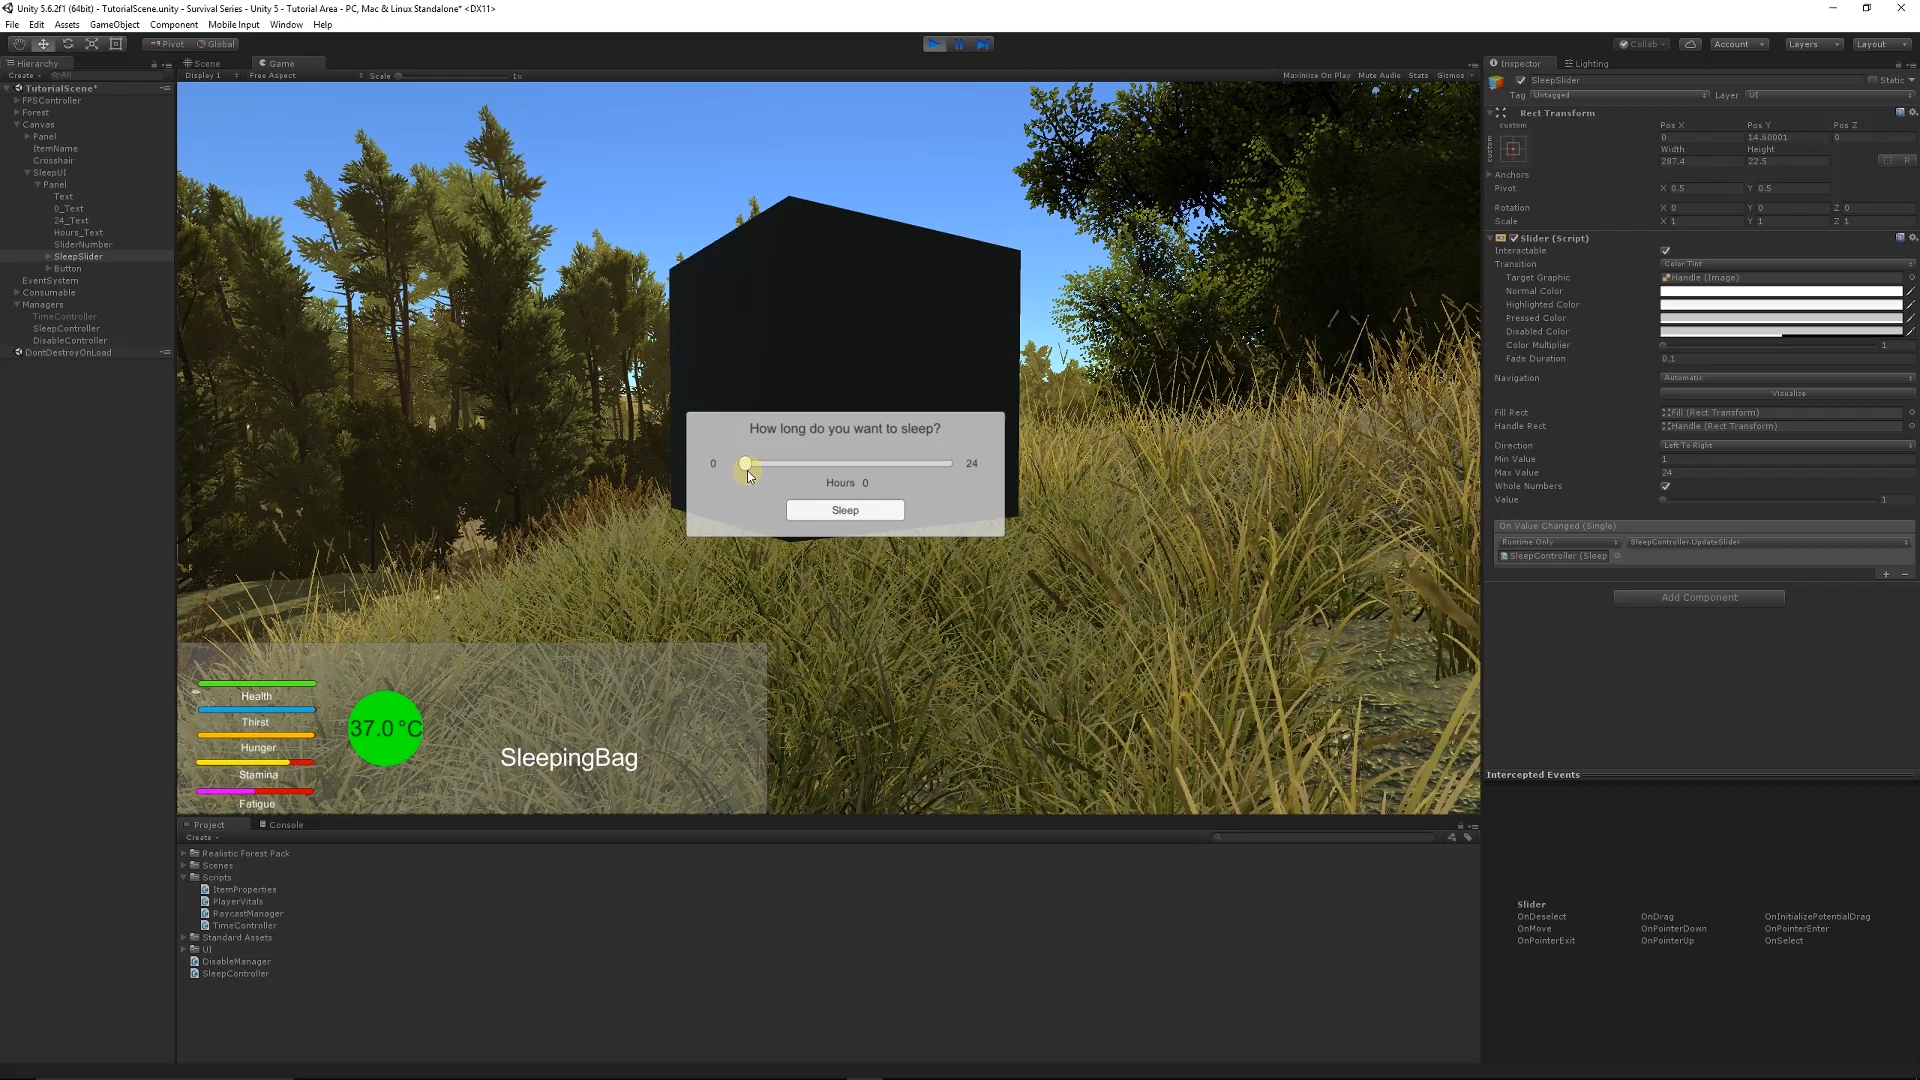 Unity 5.6.2f1 (64bit) - TutorialScene.unity - Survival Series - Unity 5 - Tutorial Area - PC, Mac & Linux Standalone* <DX11>
File Edit Assets GameObject Component Mobile Input Window Help
Pivot Global
Collab Account Layers Layout
Hierarchy
Create All
TutorialScene*
FPSController
Forest
Canvas
Panel
ItemName
Crosshair
SleepUI
Panel
Text
0_Text
24_Text
Hours_Text
SliderNumber
SleepSlider
Button
EventSystem
Consumable
Managers
TimeController
SleepController
DisableController
DontDestroyOnLoad
Scene Game
Display 1 Free Aspect Scale 1x Maximize On Play Mute Audio Stats Gizmos
How long do you want to sleep?
0 24
Hours 0
Sleep
Health
Thirst
Hunger
Stamina
Fatigue
37.0 °C
SleepingBag
Project Console
Create
Realistic Forest Pack
Scenes
Scripts
ItemProperties
PlayerVitals
RaycastManager
TimeController
Standard Assets
UI
DisableManager
SleepController
Inspector Lighting
SleepSlider Static
Tag Untagged Layer UI
Rect Transform
custom Pos X Pos Y Pos Z
custom 0 14.60001 0
Width Height
287.4 22.5
R
Anchors
Pivot X 0.5 Y 0.5
Rotation X 0 Y 0 Z 0
Scale X 1 Y 1 Z 1
Slider (Script)
Interactable
Transition Color Tint
Target Graphic Handle (Image)
Normal Color
Highlighted Color
Pressed Color
Disabled Color
Color Multiplier 1
Fade Duration 0.1
Navigation Automatic
Visualize
Fill Rect Fill (Rect Transform)
Handle Rect Handle (Rect Transform)
Direction Left To Right
Min Value 1
Max Value 24
Whole Numbers
Value 1
On Value Changed (Single)
Runtime Only SleepController.UpdateSlider
SleepController (Sleep
+ −
Add Component
Intercepted Events
Slider
OnDeselect OnDrag OnInitializePotentialDrag
OnMove OnPointerDown OnPointerEnter
OnPointerExit OnPointerUp OnSelect